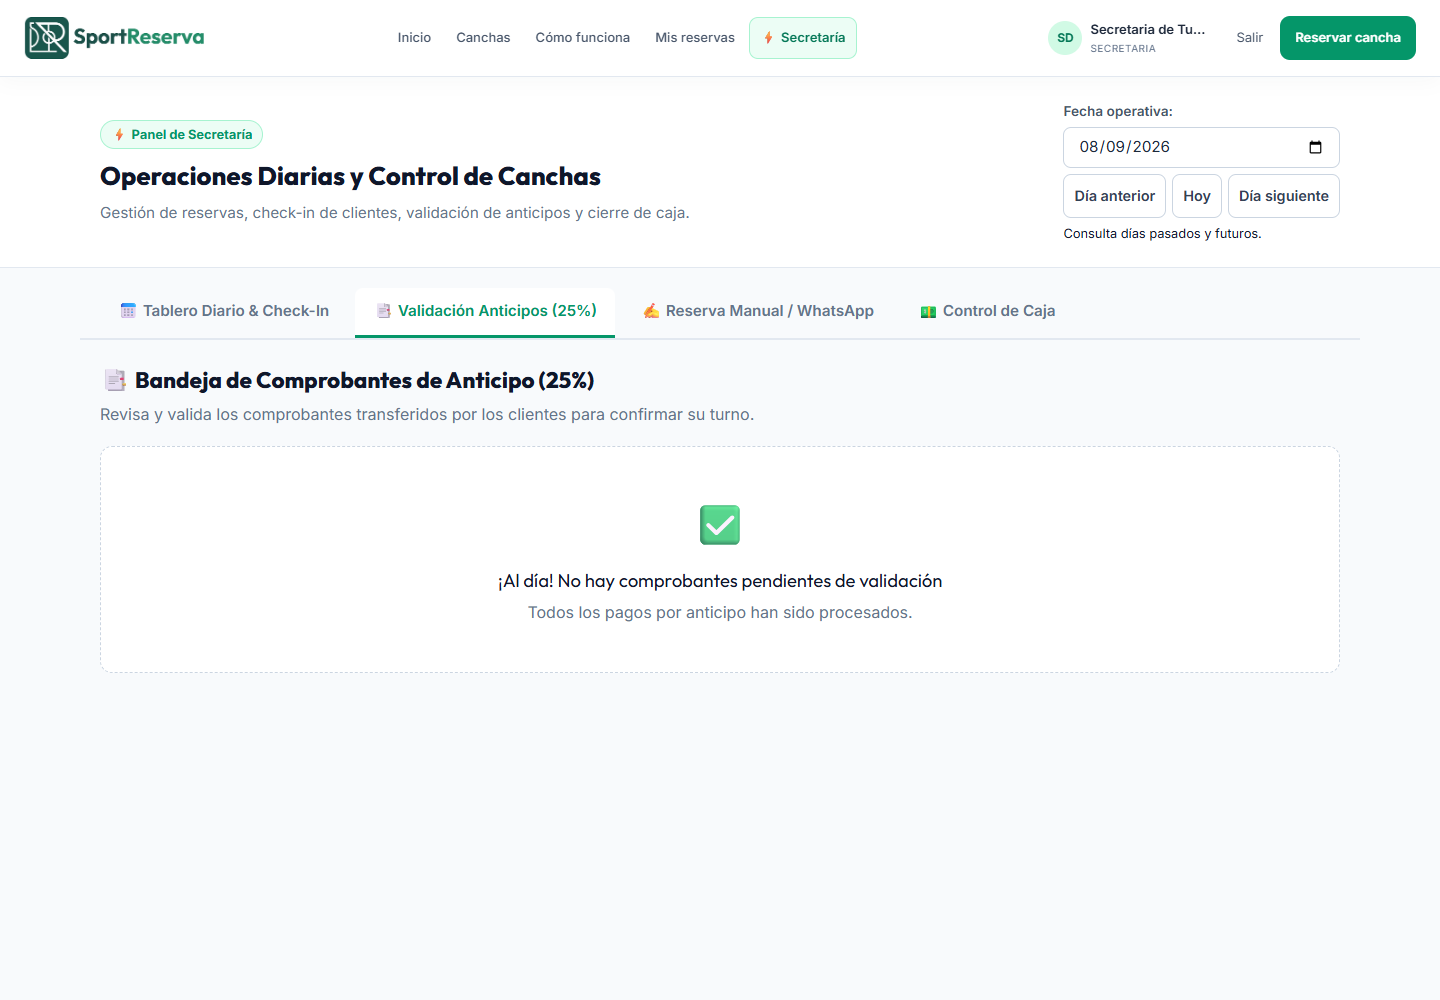 SportReserva
Inicio
Canchas
Cómo funciona
Mis reservas
Secretaría
SD
Secretaria de Tu...
SECRETARIA
Salir
Reservar cancha
Panel de Secretaría
Operaciones Diarias y Control de Canchas
Gestión de reservas, check-in de clientes, validación de anticipos y cierre de caja.
Fecha operativa:
08/09/2026
Día anterior
Hoy
Día siguiente
Consulta días pasados y futuros.
Tablero Diario & Check-In
Validación Anticipos (25%)
Reserva Manual / WhatsApp
Control de Caja
Bandeja de Comprobantes de Anticipo (25%)
Revisa y valida los comprobantes transferidos por los clientes para confirmar su turno.
¡Al día! No hay comprobantes pendientes de validación
Todos los pagos por anticipo han sido procesados.